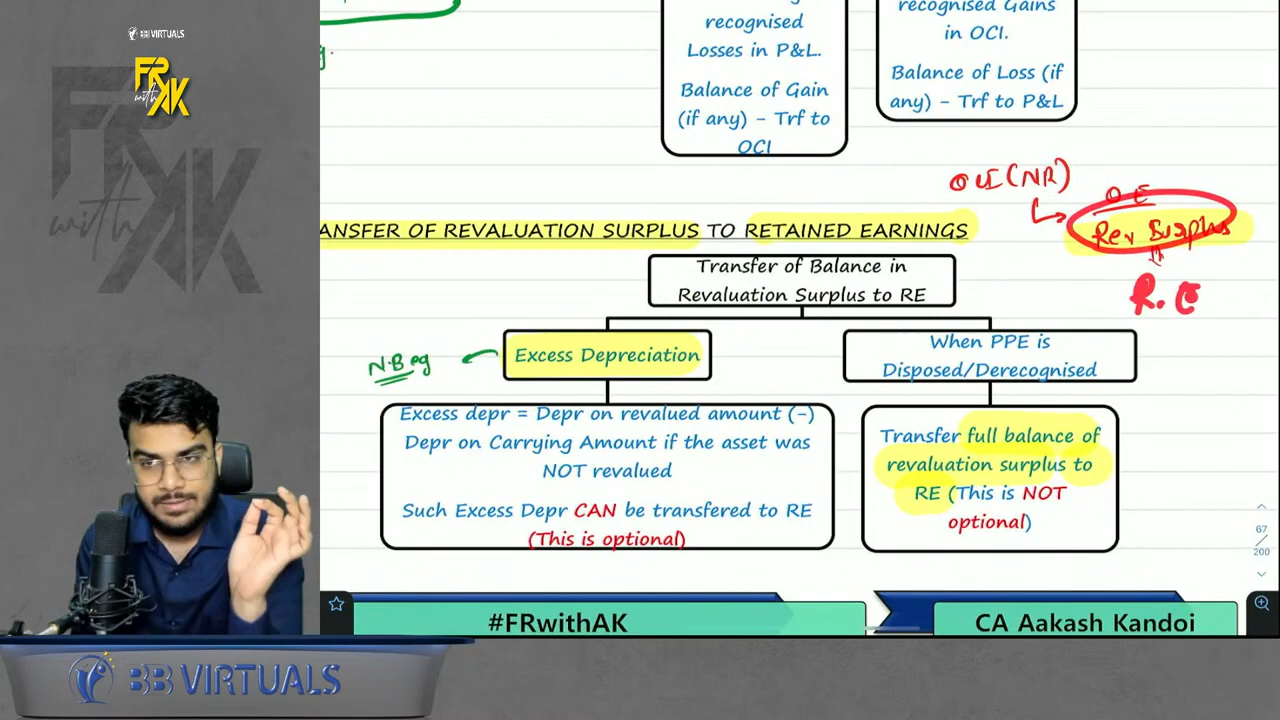 BB VIRTUALS
FR
with
AK
FR
with
AK
g.
recognised
Losses in P&L.
Balance of Gain
(if any) - Trf to
OCI
recognised Gains
in OCI.
Balance of Loss (if
any) - Trf to P&L
OCI (NR)
O E
Rev Surplus
R.E
ANSFER OF REVALUATION SURPLUS TO RETAINED EARNINGS
Transfer of Balance in
Revaluation Surplus to RE
N.B eg
Excess Depreciation
When PPE is
Disposed/Derecognised
Excess depr = Depr on revalued amount (-)
Depr on Carrying Amount if the asset was
NOT revalued
Such Excess Depr CAN be transfered to RE
(This is optional)
Transfer full balance of
revaluation surplus to
RE (This is NOT
optional)
67
/
200
#FRwithAK
CA Aakash Kandoi
BB VIRTUALS